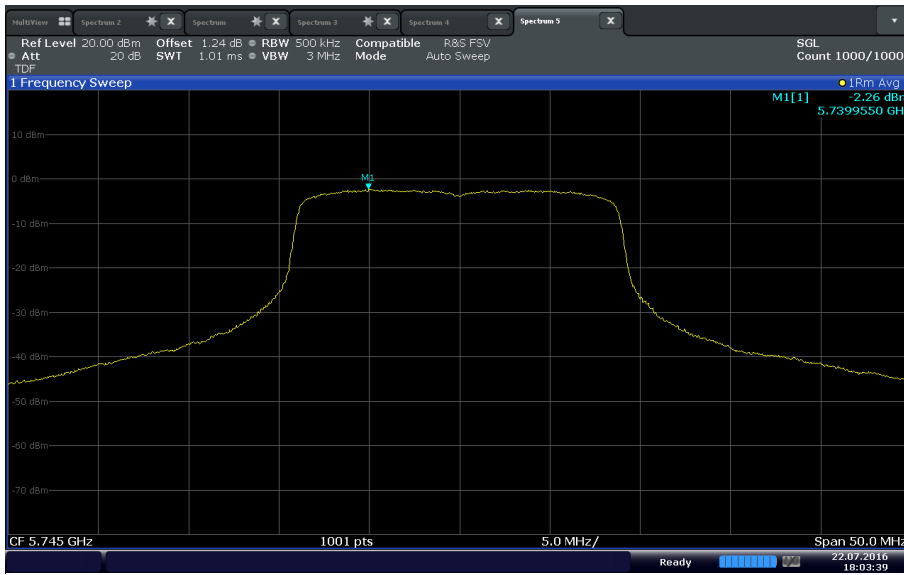 MultiView Spectrum 2 X Spectrum X Spectrum 3 X Spectrum 4 X Spectrum 5 X
Ref Level 20.00 dBm Offset 1.24 dB RBW 500 kHz Compatible R&S FSV SGL
Att 20 dB SWT 1.01 ms VBW 3 MHz Mode Auto Sweep Count 1000/1000
TDF
1 Frequency Sweep 1Rm Avg
M1[1] -2.26 dBm
5.7399550 GH
10 dBm
0 dBm
M1
-10 dBm
-20 dBm
-30 dBm
-40 dBm
-50 dBm
-60 dBm
-70 dBm
CF 5.745 GHz 1001 pts 5.0 MHz/ Span 50.0 MHz
Ready 22.07.2016
18:03:39